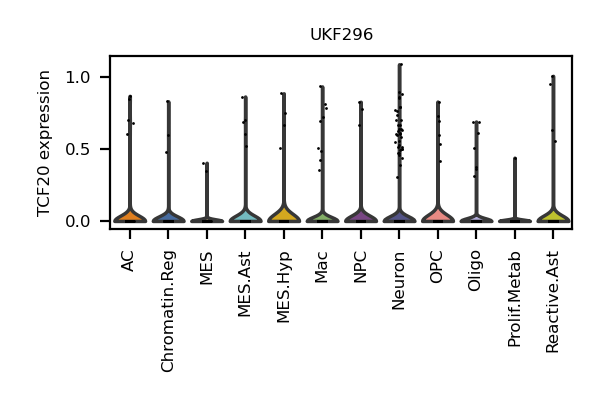 UKF296
TCF20 expression
1.0
0.5
0.0
AC
Chromatin.Reg
MES
MES.Ast
MES.Hyp
Mac
NPC
Neuron
OPC
Oligo
Prolif.Metab
Reactive.Ast